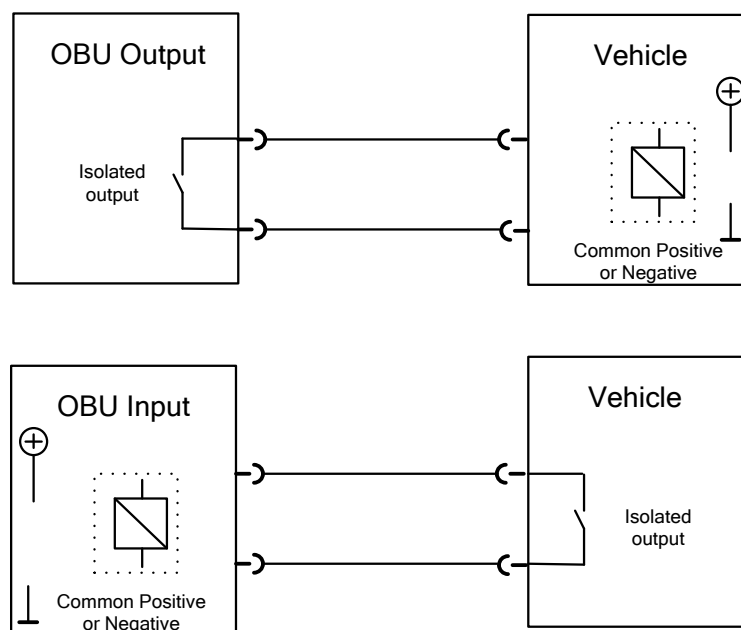 OBU Output
Isolated
output
Vehicle
Common Positive
or Negative
OBU Input
Common Positive
or Negative
Vehicle
Isolated
output